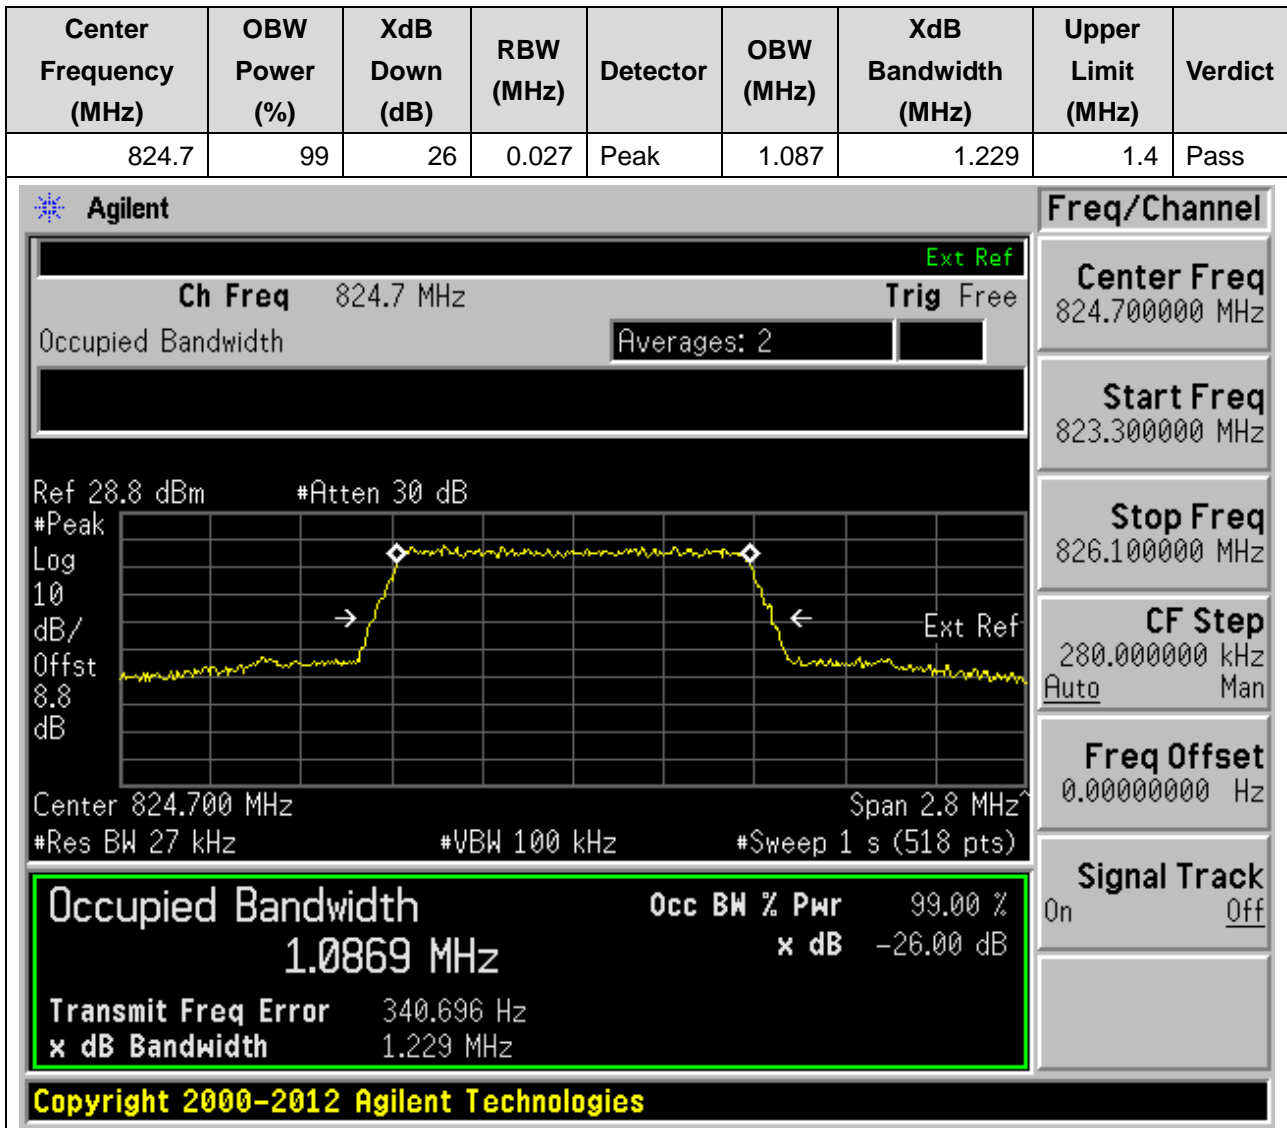 Center Frequency (MHz) OBW Power (%) XdB Down (dB) RBW (MHz) Detector OBW (MHz) XdB Bandwidth (MHz) Upper Limit (MHz) Verdict
824.7 99 26 0.027 Peak 1.087 1.229 1.4 Pass
Agilent
Freq/Channel
Ext Ref
Ch Freq 824.7 MHz Trig Free
Occupied Bandwidth Averages: 2
Ref 28.8 dBm #Atten 30 dB
#Peak
Log
10
dB/
Offst
8.8
dB
Ext Ref
Center 824.700 MHz Span 2.8 MHz^
#Res BW 27 kHz #VBW 100 kHz #Sweep 1 s (518 pts)
Occupied Bandwidth Occ BW % Pwr 99.00 %
1.0869 MHz x dB -26.00 dB
Transmit Freq Error 340.696 Hz
x dB Bandwidth 1.229 MHz
Center Freq
824.700000 MHz
Start Freq
823.300000 MHz
Stop Freq
826.100000 MHz
CF Step
280.000000 kHz
Auto Man
Freq Offset
0.00000000 Hz
Signal Track
On Off
Copyright 2000-2012 Agilent Technologies